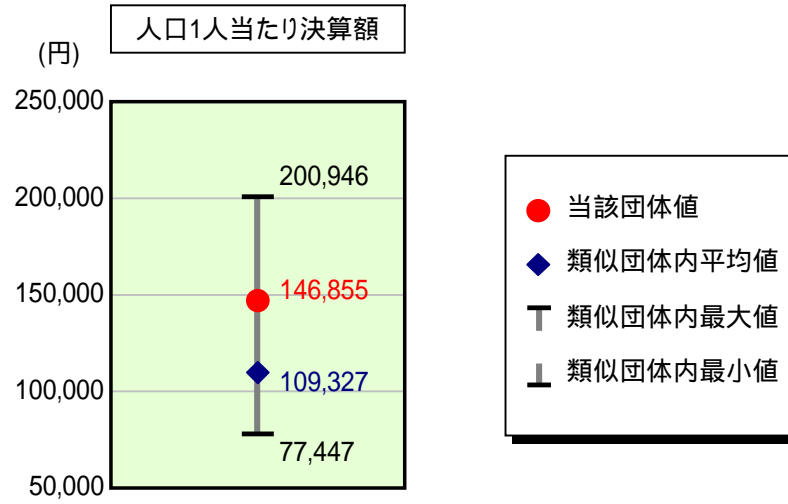 人口1人当たり決算額
(円)
250,000
200,000
150,000
100,000
50,000
200,946
146,855
109,327
77,447
当該団体値
類似団体内平均値
類似団体内最大値
類似団体内最小値